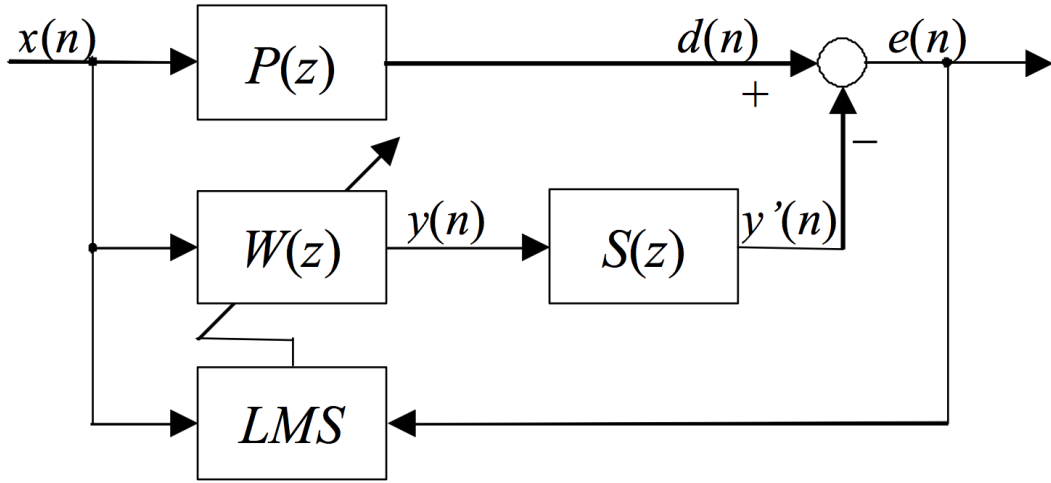 x(n)
P(z)
d(n)
e(n)
+
−
W(z)
y(n)
S(z)
y’(n)
LMS